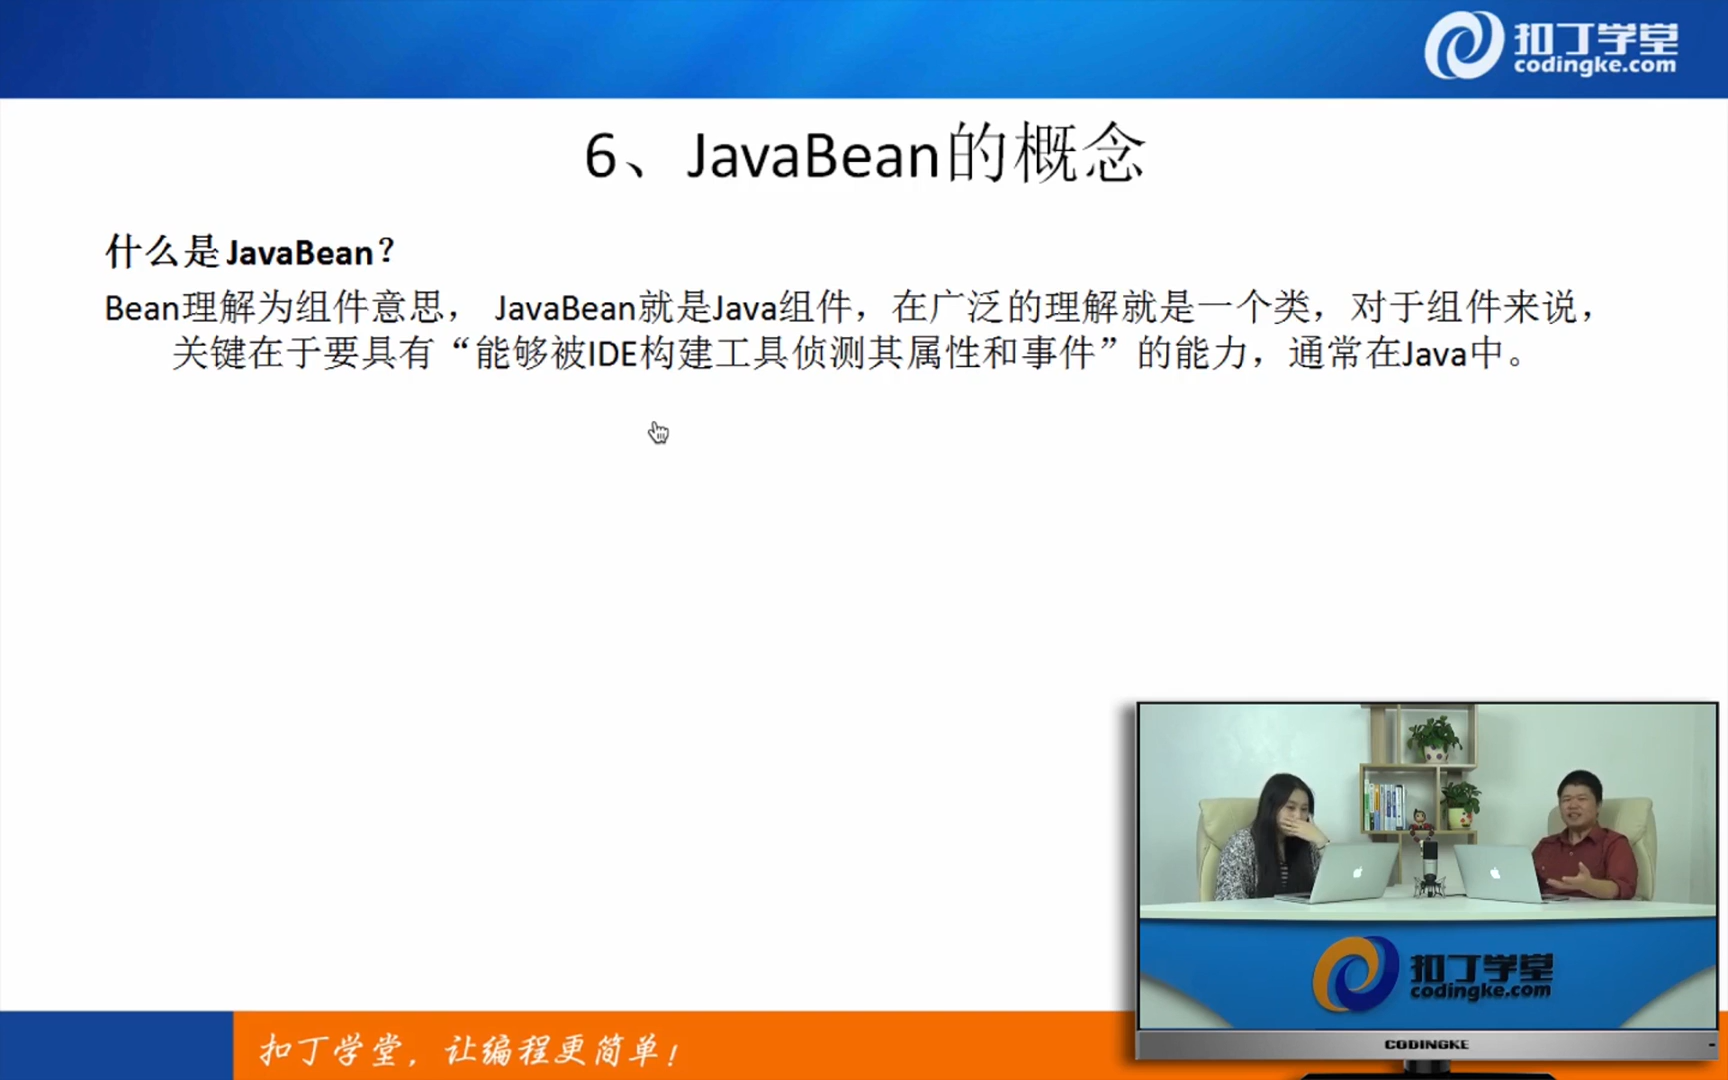 扣丁学堂
codingke.com
6、JavaBean的概念
什么是JavaBean？
Bean理解为组件意思， JavaBean就是Java组件，在广泛的理解就是一个类，对于组件来说，
关键在于要具有“能够被IDE构建工具侦测其属性和事件”的能力，通常在Java中。
扣丁学堂
codingke.com
CODINGKE
扣丁学堂，让编程更简单！